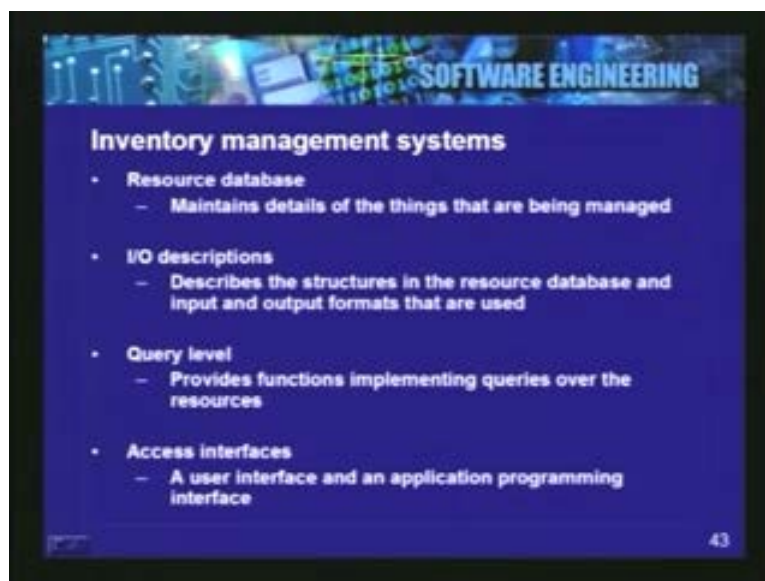 SOFTWARE ENGINEERING
Inventory management systems
• Resource database
– Maintains details of the things that are being managed
• I/O descriptions
– Describes the structures in the resource database and
input and output formats that are used
• Query level
– Provides functions implementing queries over the
resources
• Access interfaces
– A user interface and an application programming
interface
43